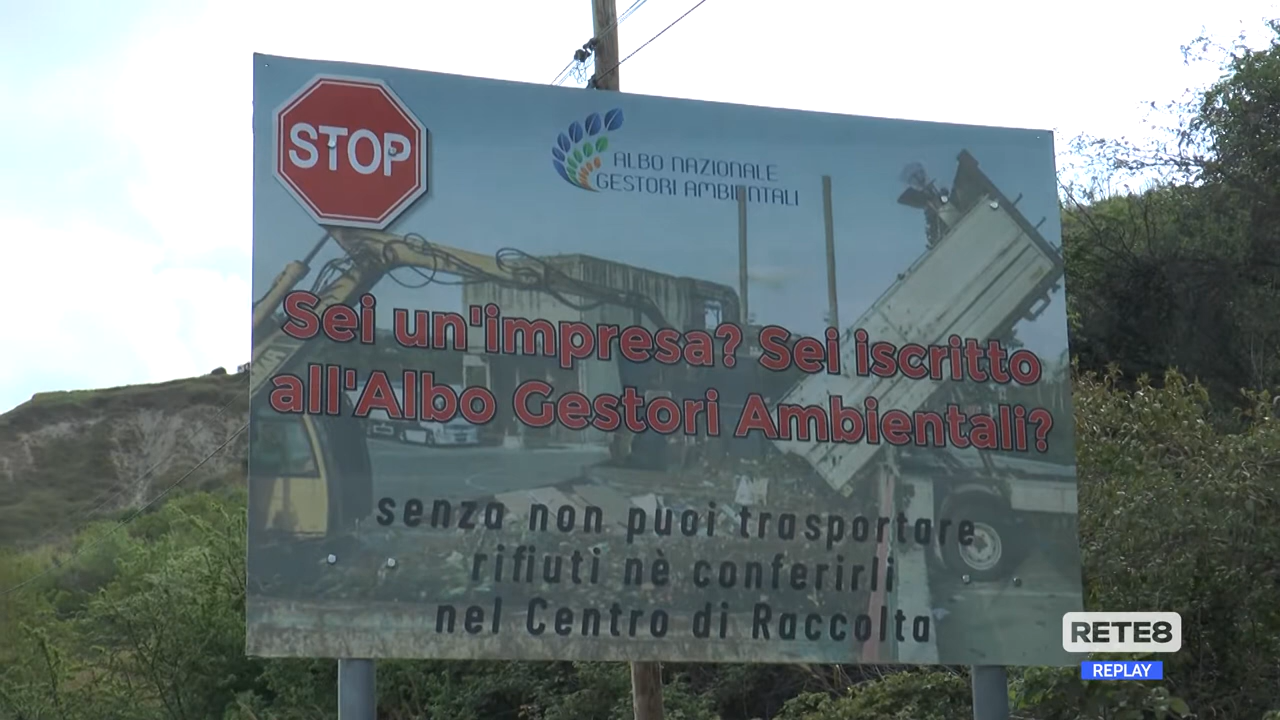 STOP
ALBO NAZIONALE
GESTORI AMBIENTALI
Sei un'impresa? Sei iscritto
all'Albo Gestori Ambientali?
senza non puoi trasportare
rifiuti nè conferirli
nel Centro di Raccolta
RETE8
REPLAY